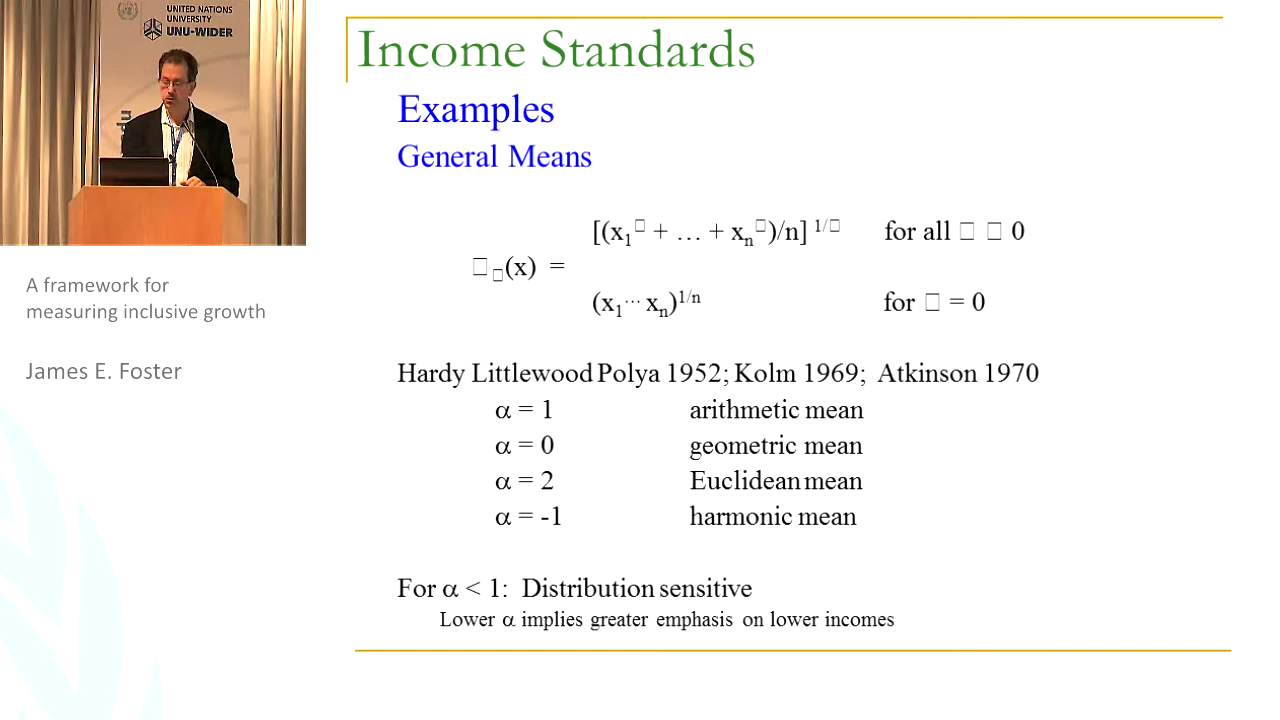 UNITED NATIONS
UNIVERSITY
UNU-WIDER
Income Standards
Examples
General Means
[(x₁^□ + … + xₙ^□)/n] ^1/□ for all □ □ 0
□_□(x) =
(x₁··· xₙ)^1/n for □ = 0
Hardy Littlewood Polya 1952; Kolm 1969; Atkinson 1970
α = 1 arithmetic mean
α = 0 geometric mean
α = 2 Euclidean mean
α = -1 harmonic mean
For α < 1: Distribution sensitive
Lower α implies greater emphasis on lower incomes
A framework for
measuring inclusive growth
James E. Foster